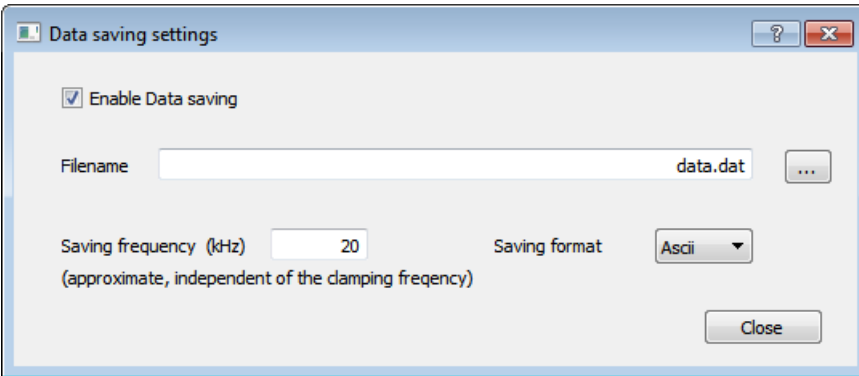 Data saving settings
Enable Data saving
Filename data.dat ...
Saving frequency (kHz) 20 Saving format Ascii
(approximate, independent of the clamping freqency)
Close